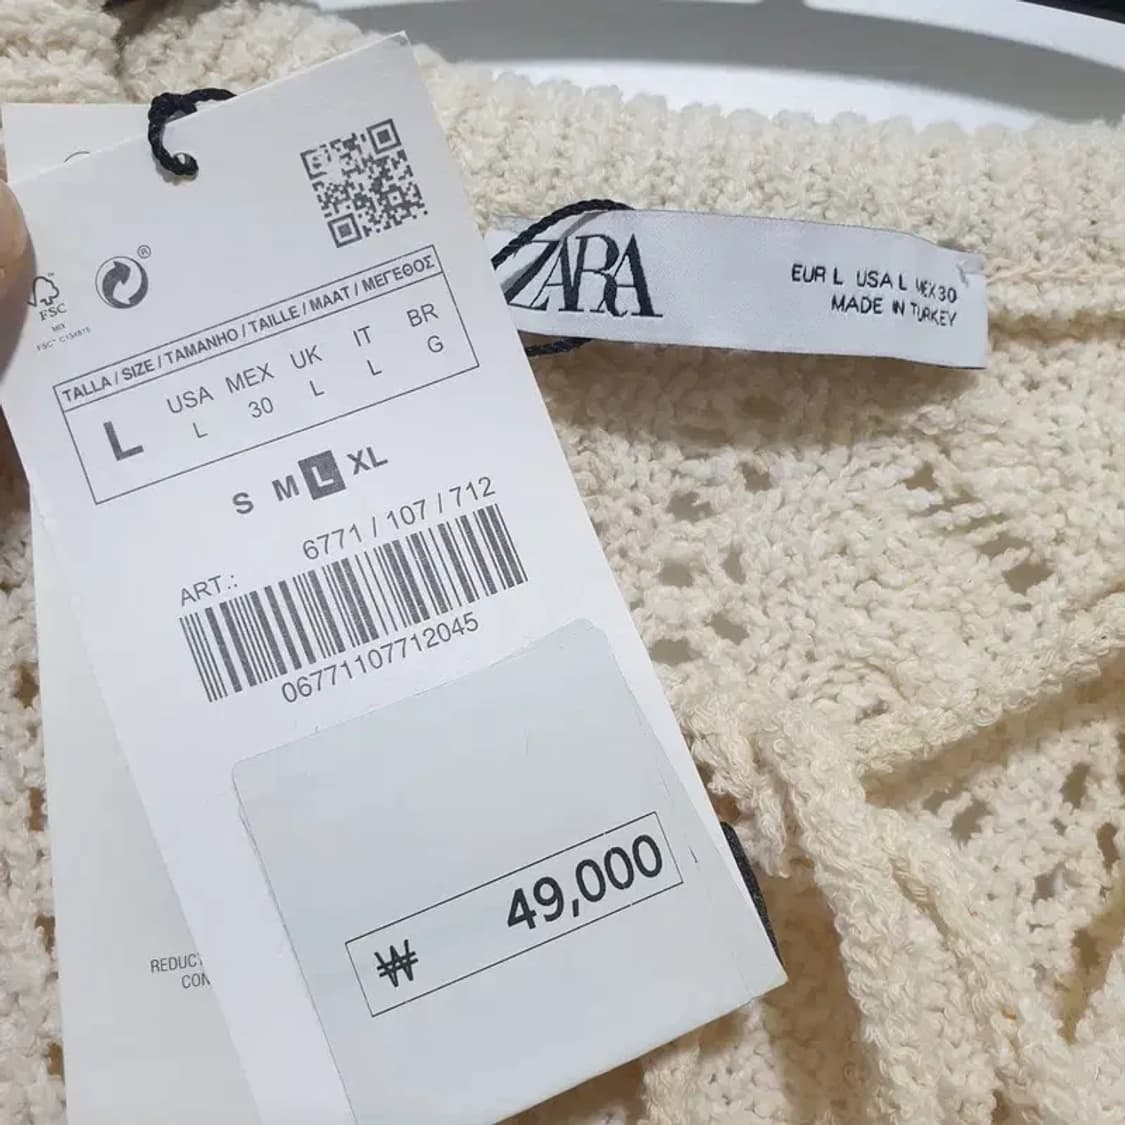 FSC
MIX
®
TALLA / SIZE / TAMANHO / TAILLE / MAAT / ΜΕΓΕΘΟΣ
USA MEX UK IT BR
L L 30 L L G
S M L XL
ART.: 6771 / 107 / 712
06771107712045
₩ 49,000
REDUC
CON
ZARA
EUR L USA L MEX 30
MADE IN TURKEY